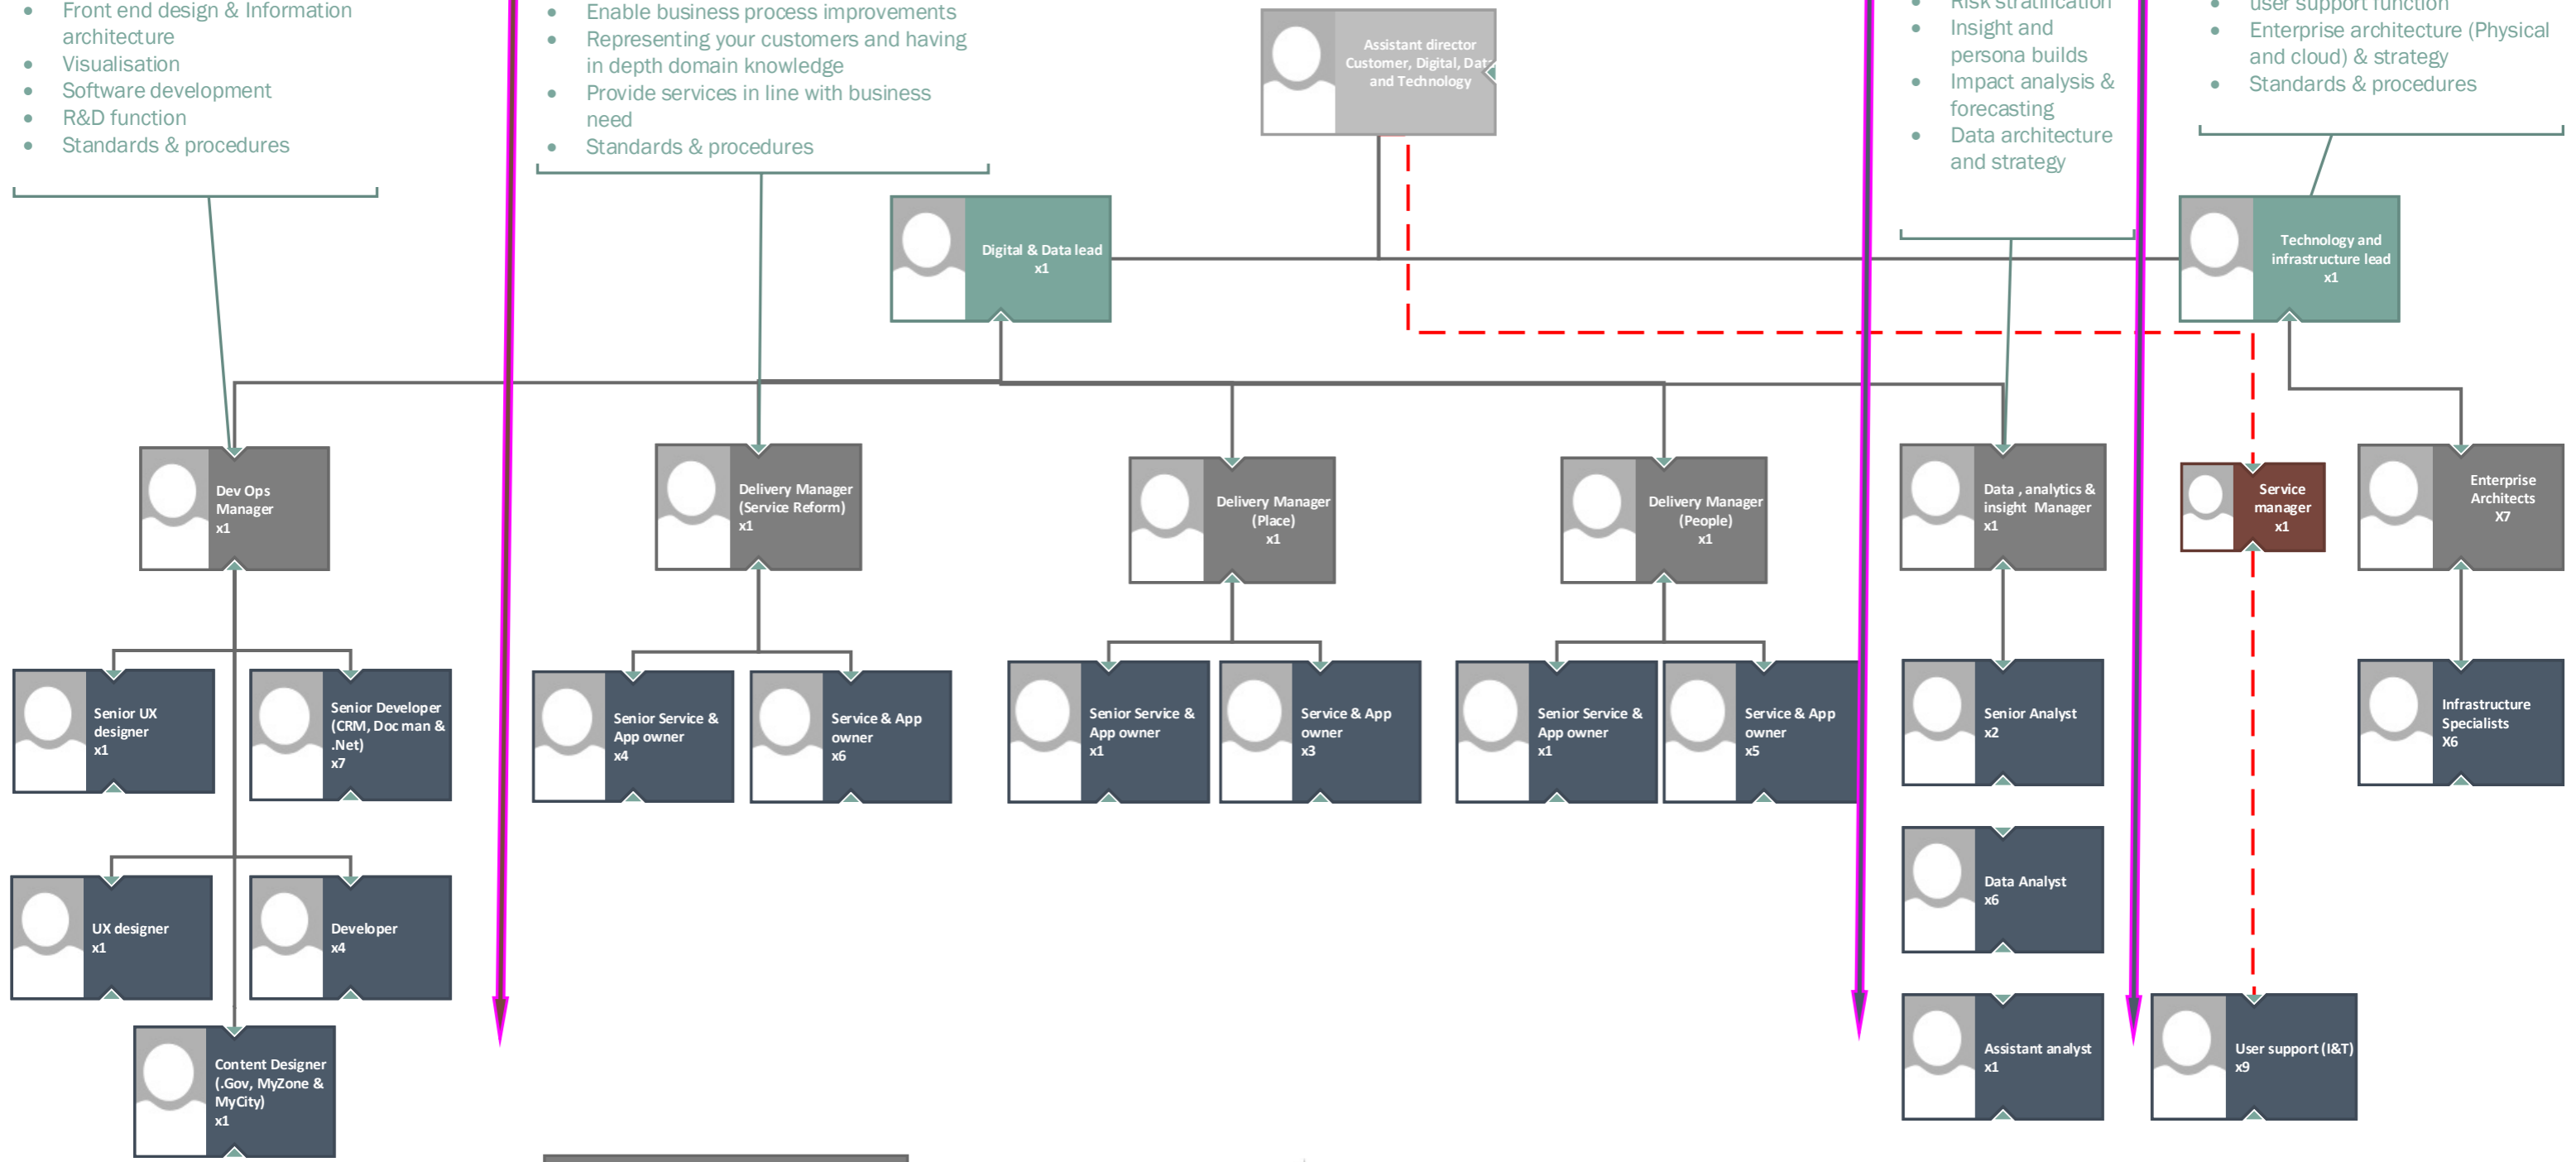 Front end design & Information
architecture
Visualisation
Software development
R&D function
Standards & procedures
Enable business process improvements
Representing your customers and having
in depth domain knowledge
Provide services in line with business
need
Standards & procedures
Assistant director
Customer, Digital, Data
and Technology
Risk stratification
Insight and
persona builds
Impact analysis &
forecasting
Data architecture
and strategy
user support function
Enterprise architecture (Physical
and cloud) & strategy
Standards & procedures
Digital & Data lead
x1
Technology and
infrastructure lead
x1
Dev Ops
Manager
x1
Delivery Manager
(Service Reform)
x1
Delivery Manager
(Place)
x1
Delivery Manager
(People)
x1
Data , analytics &
insight Manager
x1
Service
manager
x1
Enterprise
Architects
X7
Senior UX
designer
x1
Senior Developer
(CRM, Doc man &
.Net)
x7
Senior Service &
App owner
x4
Service & App
owner
x6
Senior Service &
App owner
x1
Service & App
owner
x3
Senior Service &
App owner
x1
Service & App
owner
x5
Senior Analyst
x2
Infrastructure
Specialists
X6
UX designer
x1
Developer
x4
Data Analyst
x6
Content Designer
(.Gov, MyZone &
MyCity)
x1
Assistant analyst
x1
User support (I&T)
x9